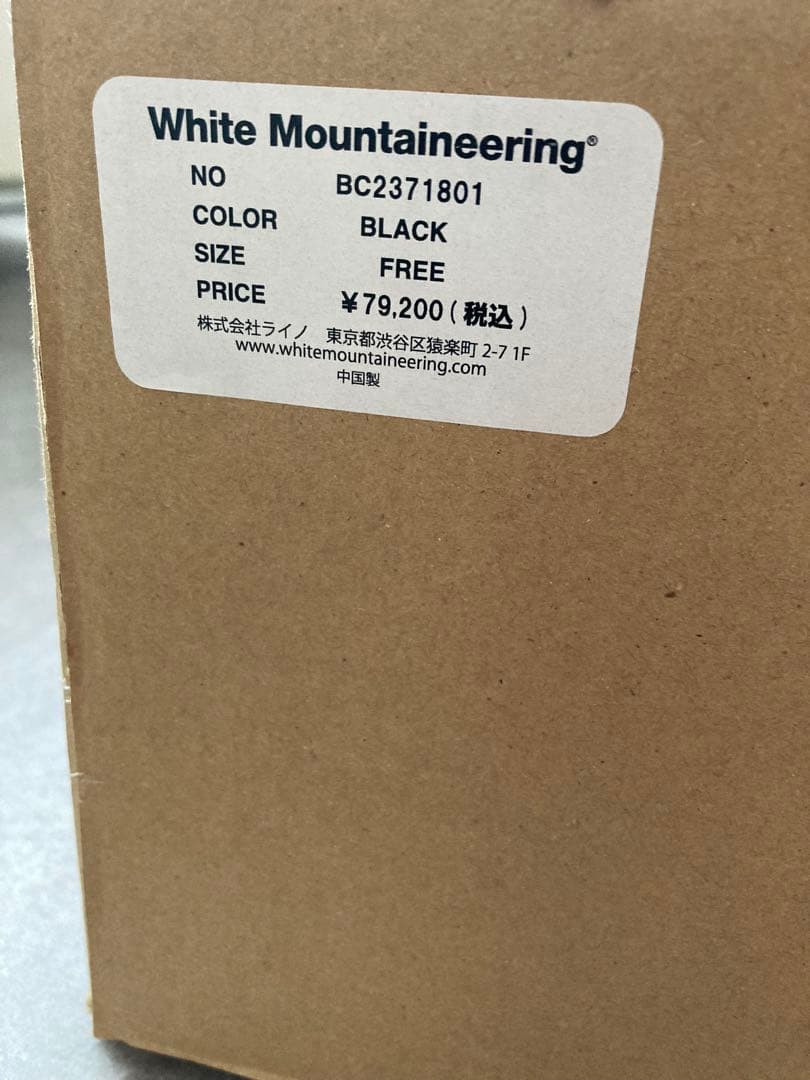 White Mountaineering®
NO BC2371801
COLOR BLACK
SIZE FREE
PRICE ¥79,200(税込)
株式会社ライノ 東京都渋谷区猿楽町 2-7 1F
www.whitemountaineering.com
中国製